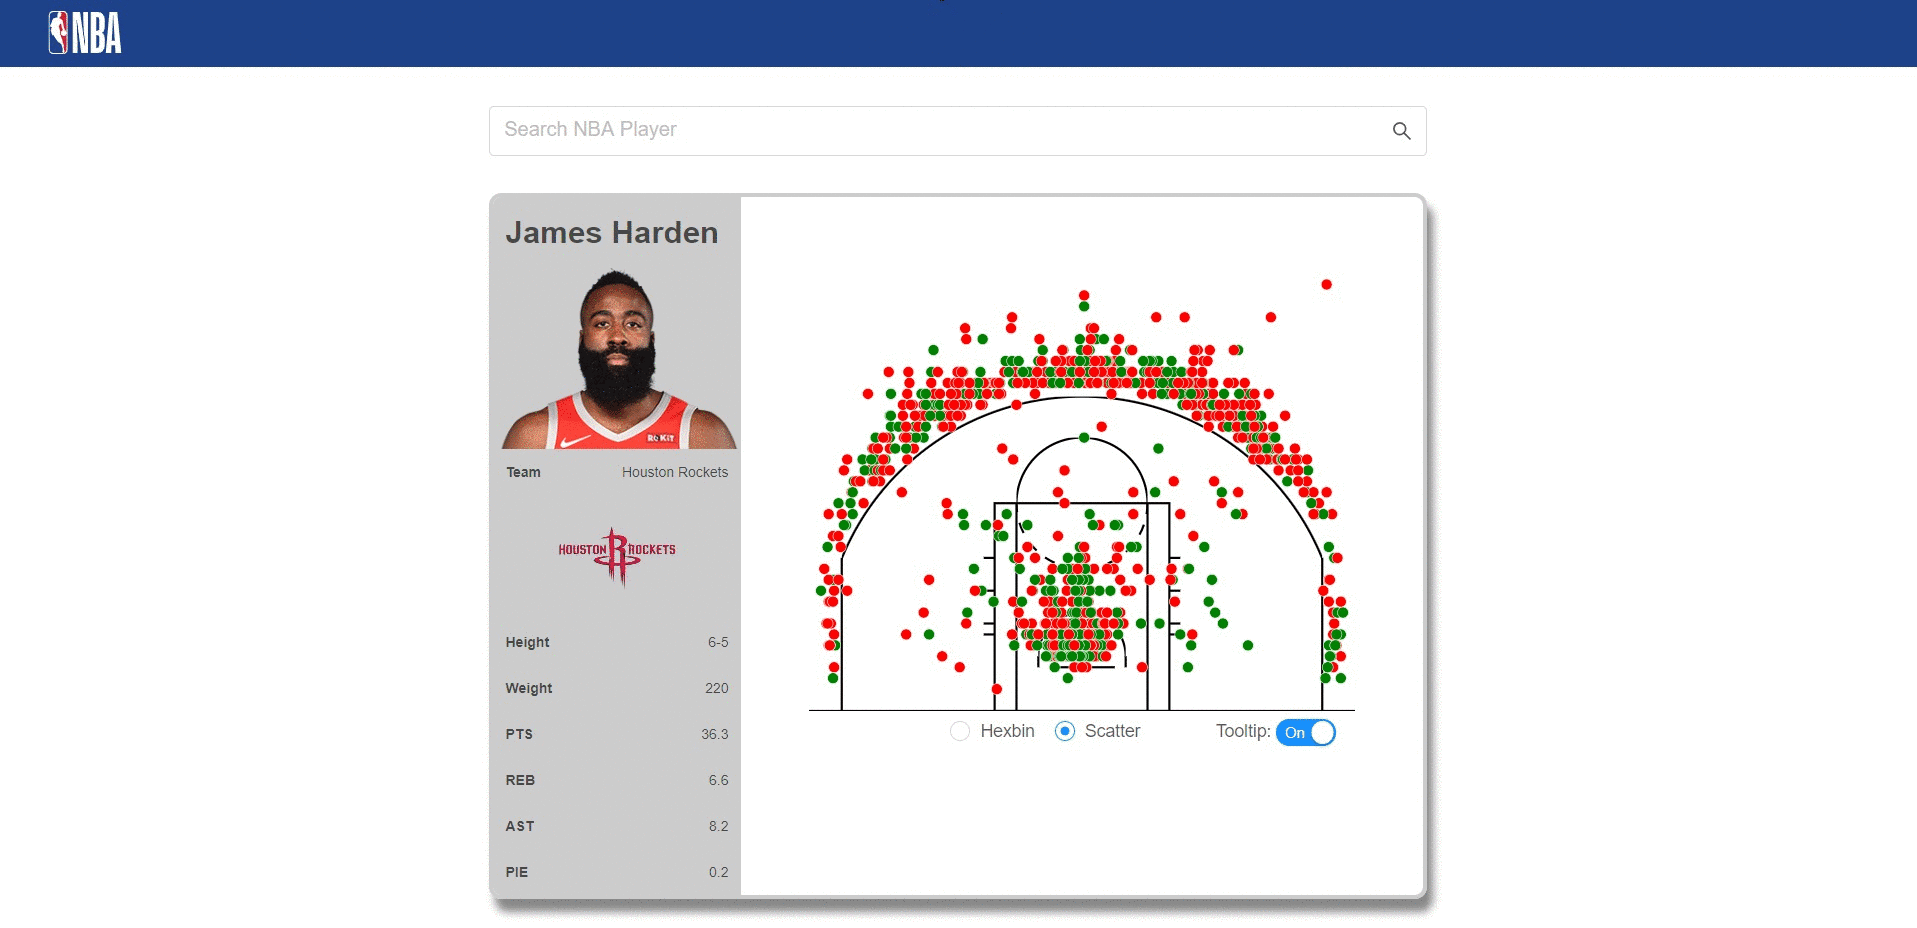 NBA
Search NBA Player
James Harden
ROKiT
Team Houston Rockets
HOUSTON R ROCKETS
Height 6-5
Weight 220
PTS 36.3
REB 6.6
AST 8.2
PIE 0.2
Hexbin Scatter Tooltip: On